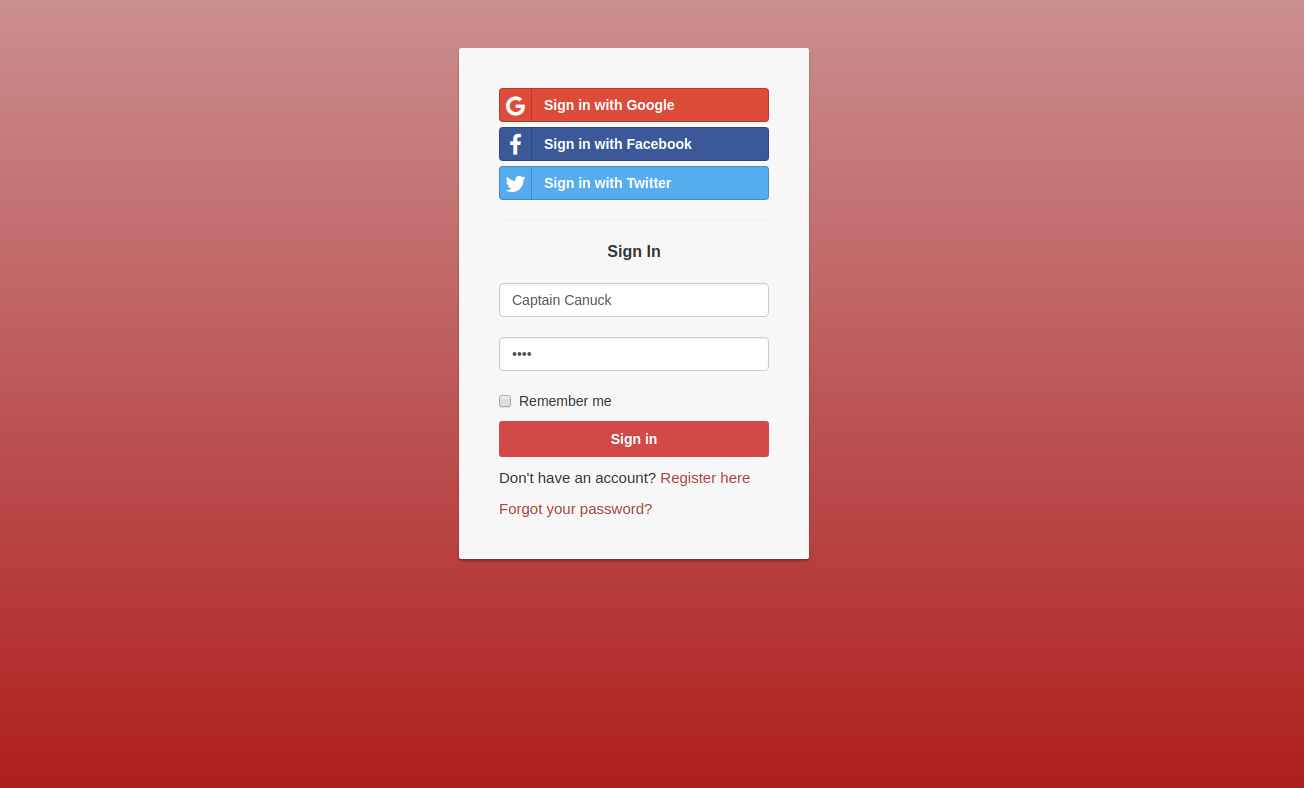 Sign in with Google
Sign in with Facebook
Sign in with Twitter
Sign In
Captain Canuck
••••
Remember me
Sign in
Don't have an account? Register here
Forgot your password?